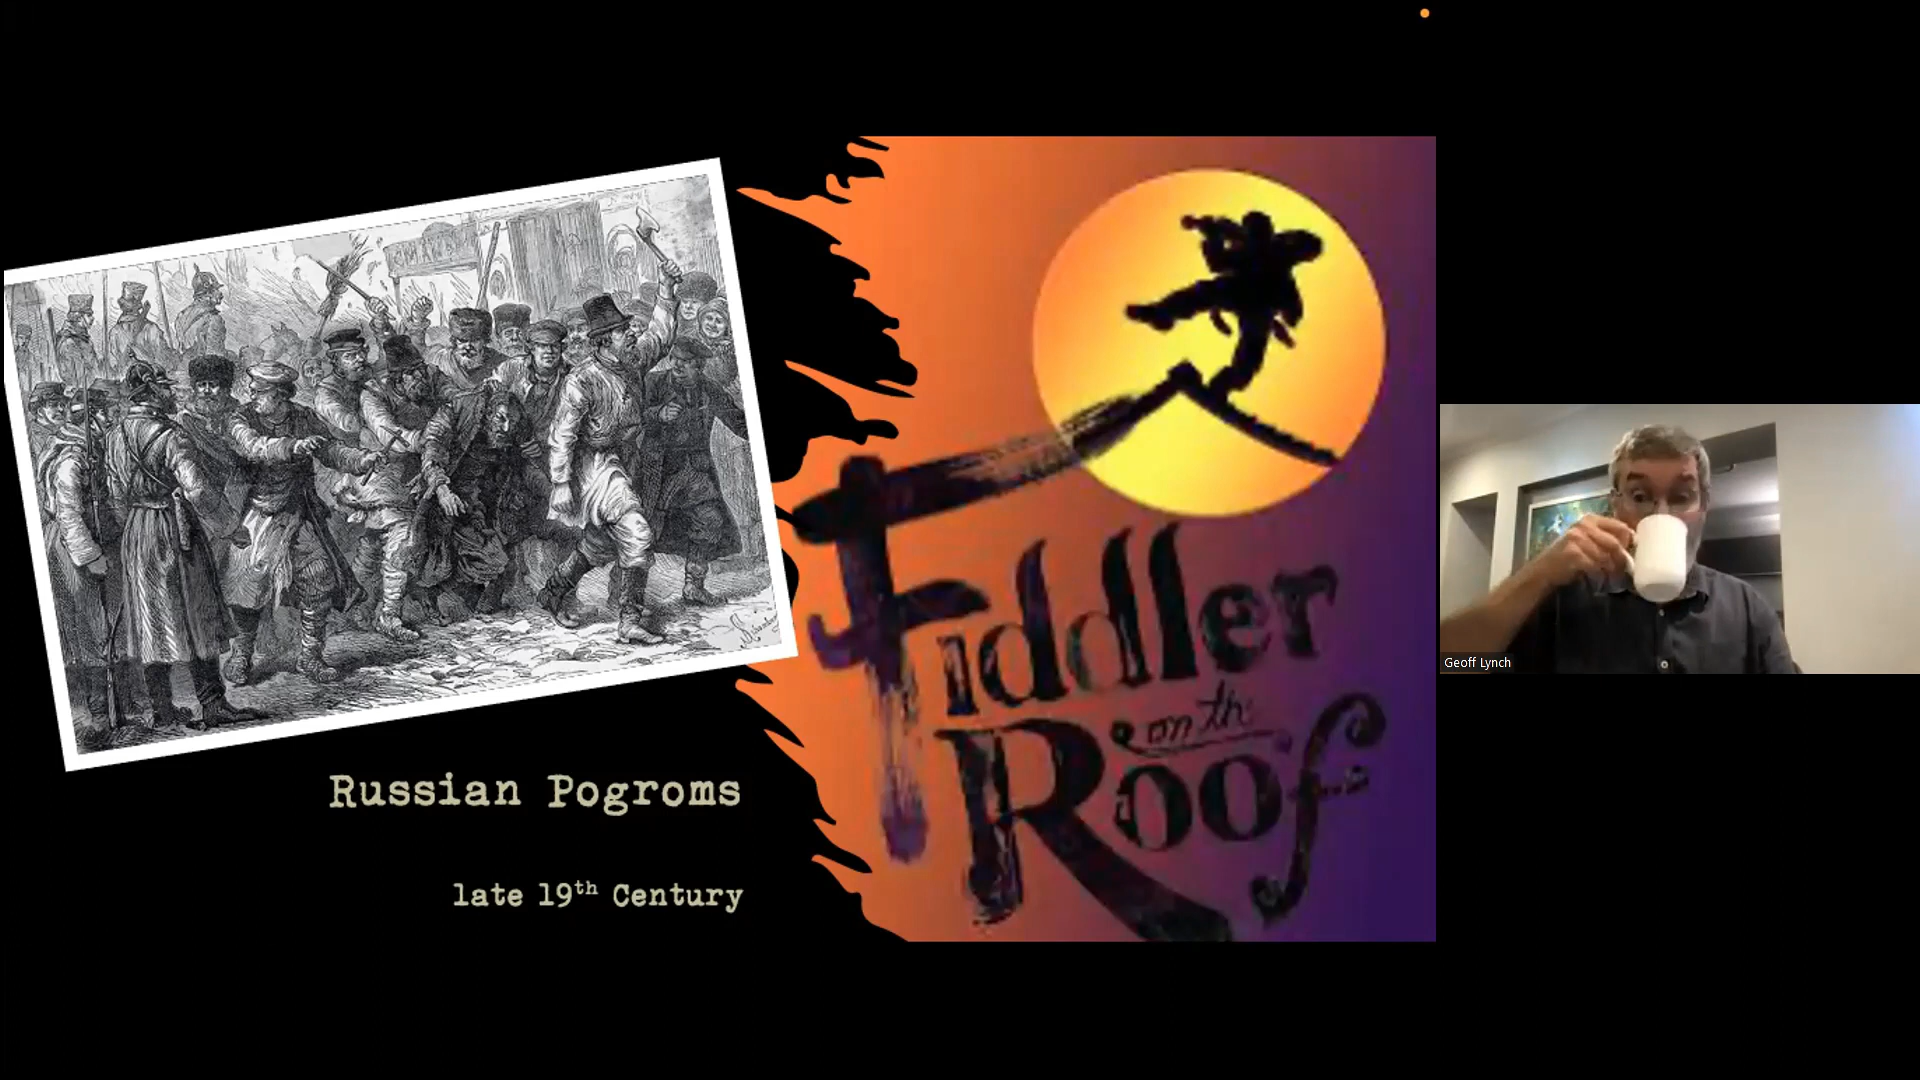 Russian Pogroms
late 19th Century
Fiddler
on the
Roof
Geoff Lynch